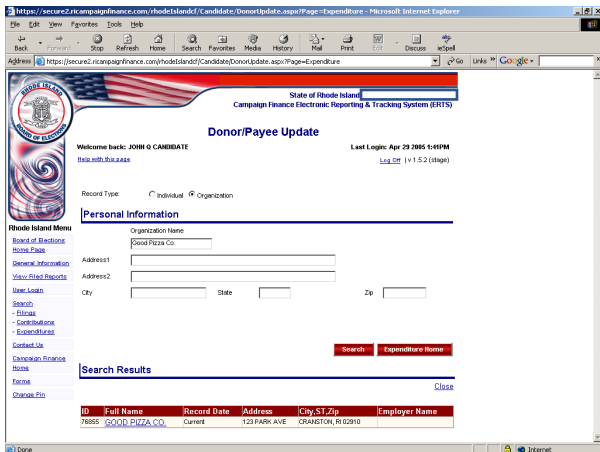 https://secure2.ricampaignfinance.com/rhodeislandcf/Candidate/DonorUpdate.aspx?Page=Expenditure - Microsoft Internet Explorer
File Edit View Favorites Tools Help
Back Forward Stop Refresh Home Search Favorites Media History Mail Print Edit Discuss ieSpell
Address https://secure2.ricampaignfinance.com/rhodeIslandcf/Candidate/DonorUpdate.aspx?Page=Expenditure Go Links » Google
RHODE ISLAND
BOARD OF ELECTIONS
State of Rhode Island
Campaign Finance Electronic Reporting & Tracking System (ERTS)
Donor/Payee Update
Welcome back: JOHN Q CANDIDATE Last Login: Apr 29 2005 1:41PM
Help with this page Log Off | v 1.5.2 (stage)
Record Type: Individual Organization
Personal Information
Organization Name
Good Pizza Co.
Address1
Address2
City State Zip
Search Expenditure Home
Search Results
Close
ID Full Name Record Date Address City,ST,Zip Employer Name
76855 GOOD PIZZA CO. Current 123 PARK AVE CRANSTON, RI 02910
Rhode Island Menu
Board of Elections
Home Page
General Information
View Filed Reports
User Login
Search
- Filings
- Contributions
- Expenditures
Contact Us
Campaign Finance
Home
Forms
Change Pin
Done Internet